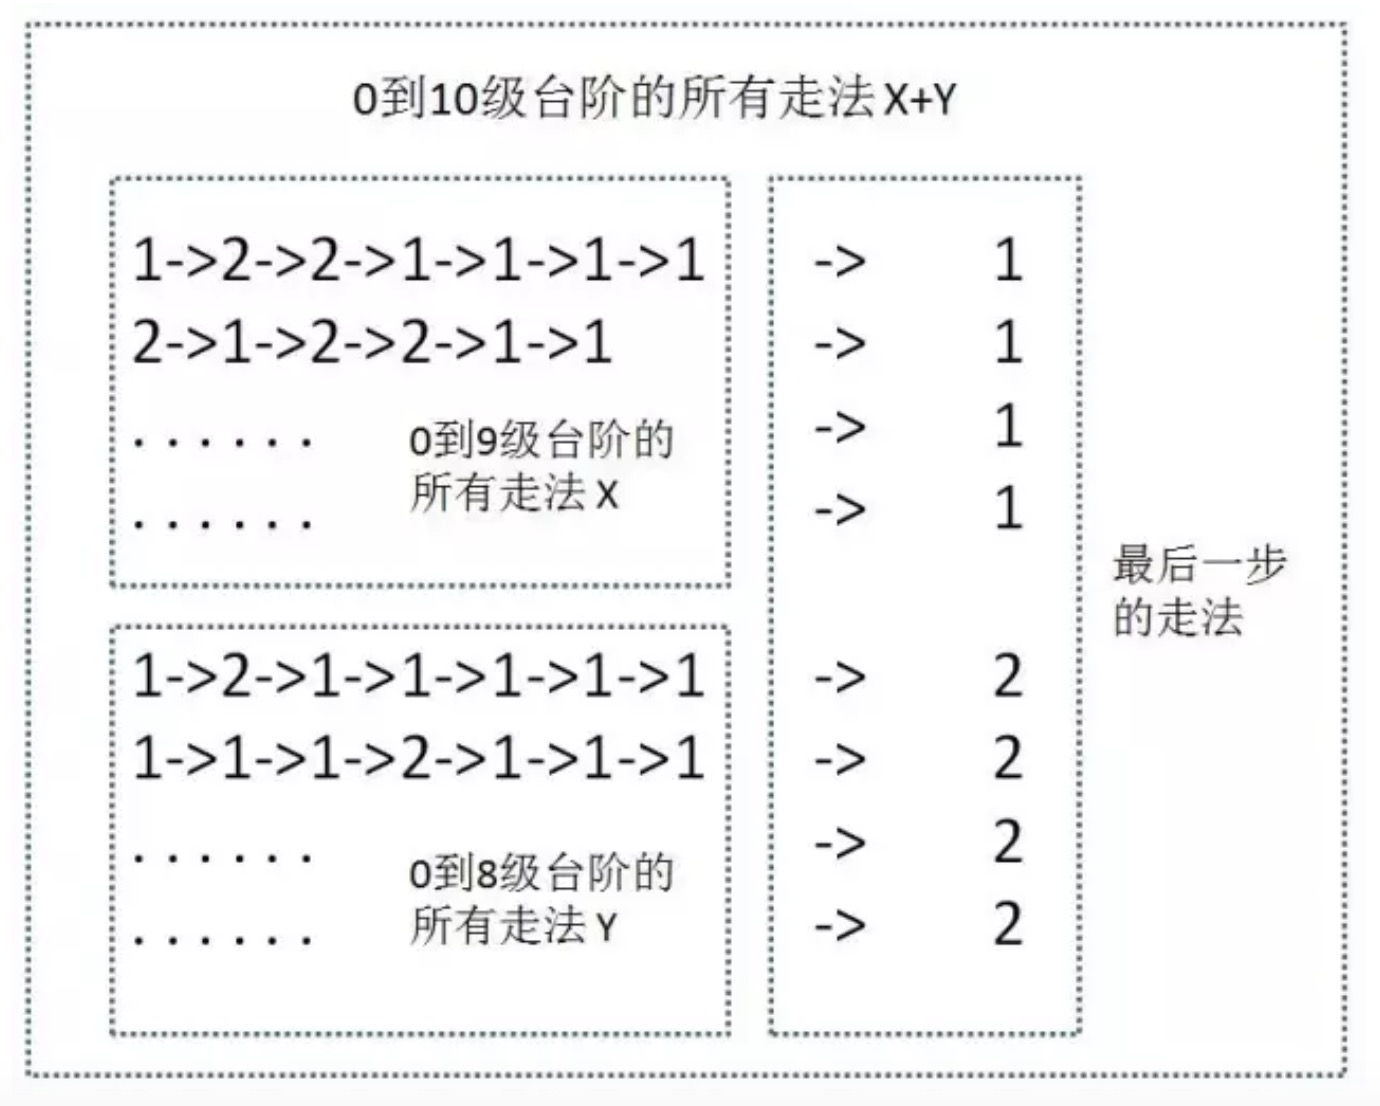 0到10级台阶的所有走法X+Y
1->2->2->1->1->1->1 -> 1
2->1->2->2->1->1 -> 1
...... -> 1
0到9级台阶的
所有走法 X
...... -> 1
最后一步
的走法
1->2->1->1->1->1->1 -> 2
1->1->1->2->1->1->1 -> 2
...... -> 2
0到8级台阶的
所有走法 Y
...... -> 2